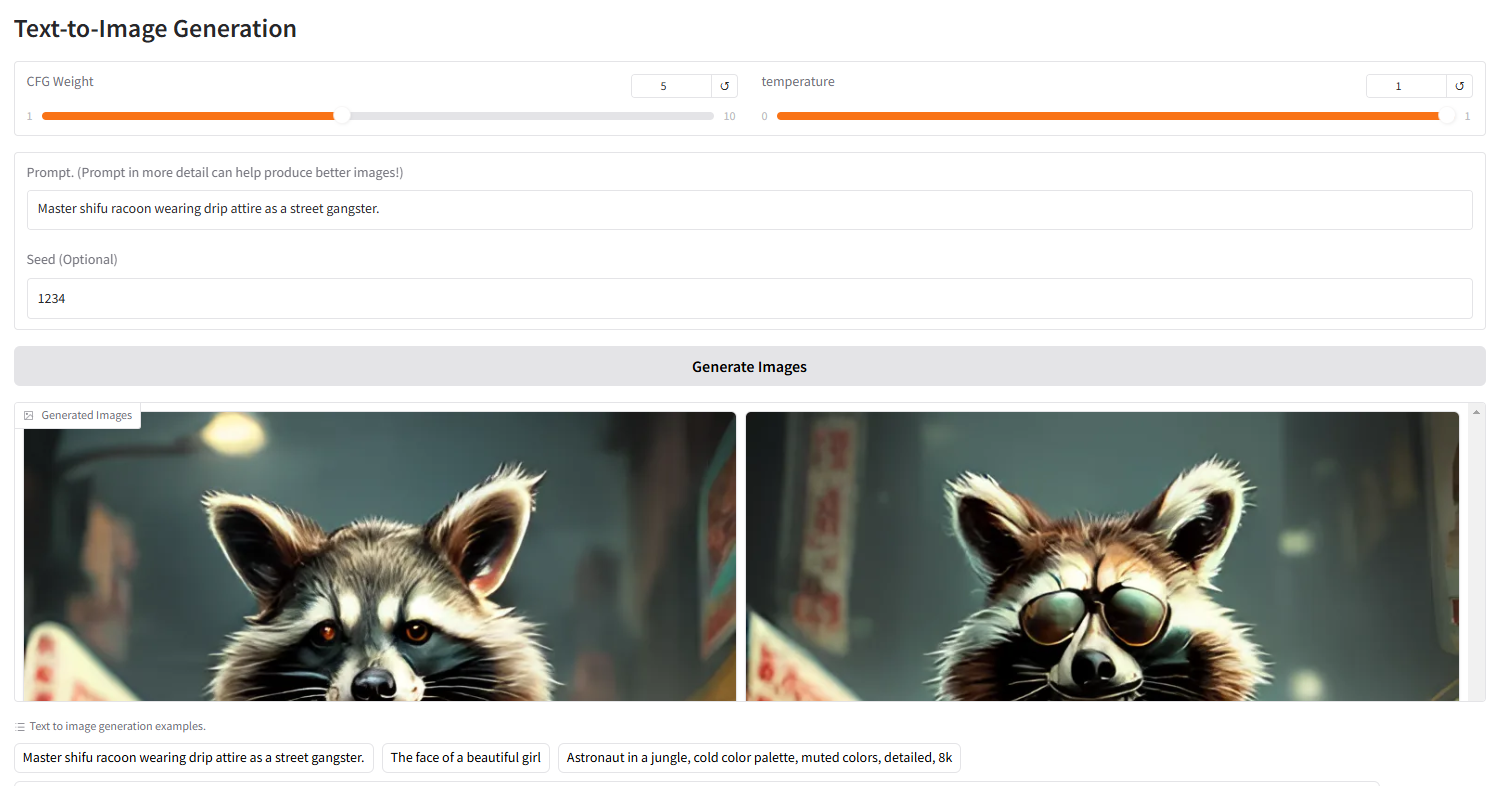 Text-to-Image Generation
CFG Weight
5
↺
1
10
temperature
1
↺
0
1
Prompt. (Prompt in more detail can help produce better images!)
Master shifu racoon wearing drip attire as a street gangster.
Seed (Optional)
1234
Generate Images
Generated Images
Text to image generation examples.
Master shifu racoon wearing drip attire as a street gangster.
The face of a beautiful girl
Astronaut in a jungle, cold color palette, muted colors, detailed, 8k